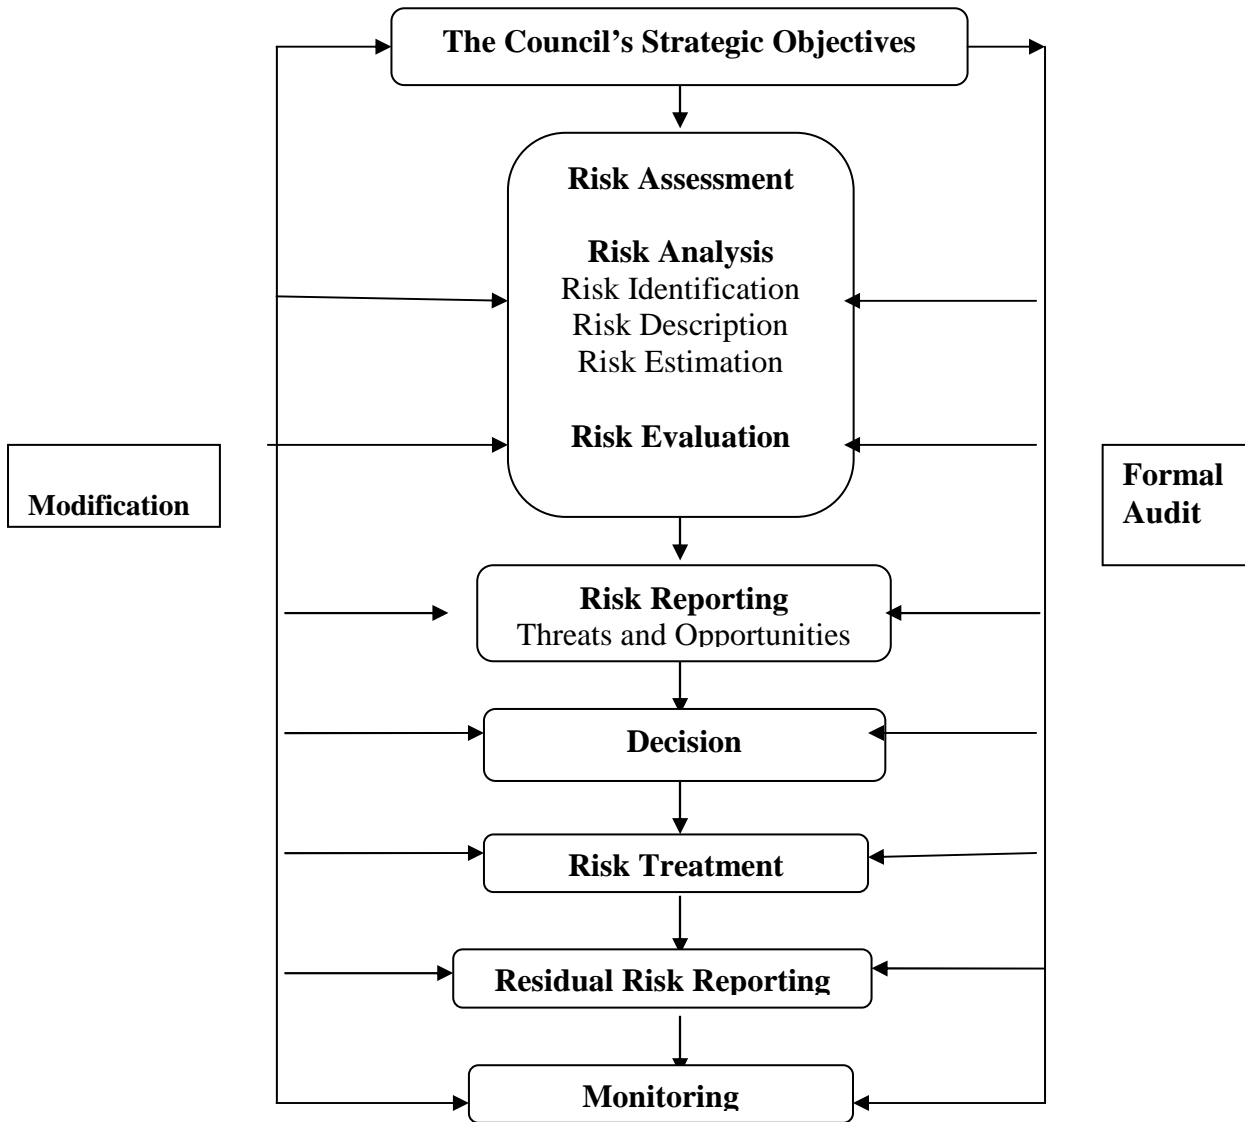 The Council’s Strategic Objectives
Risk Assessment
Risk Analysis
Risk Identification
Risk Description
Risk Estimation
Risk Evaluation
Modification
Formal
Audit
Risk Reporting
Threats and Opportunities
Decision
Risk Treatment
Residual Risk Reporting
Monitoring